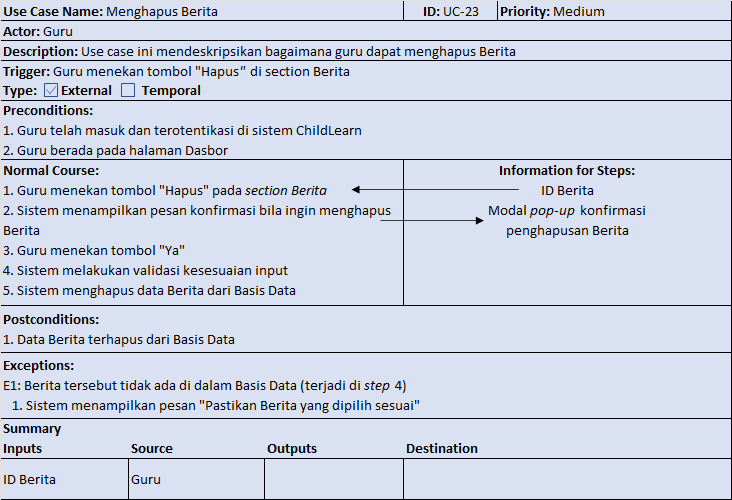 Use Case Name: Menghapus Berita ID: UC-23 Priority: Medium
Actor: Guru
Description: Use case ini mendeskripsikan bagaimana guru dapat menghapus Berita
Trigger: Guru menekan tombol "Hapus" di section Berita
Type: External Temporal
Preconditions:
1. Guru telah masuk dan terotentikasi di sistem ChildLearn
2. Guru berada pada halaman Dasbor
Normal Course:
1. Guru menekan tombol "Hapus" pada section Berita
2. Sistem menampilkan pesan konfirmasi bila ingin menghapus
Berita
3. Guru menekan tombol "Ya"
4. Sistem melakukan validasi kesesuaian input
5. Sistem menghapus data Berita dari Basis Data
Information for Steps:
ID Berita
Modal pop-up konfirmasi
penghapusan Berita
Postconditions:
1. Data Berita terhapus dari Basis Data
Exceptions:
E1: Berita tersebut tidak ada di dalam Basis Data (terjadi di step 4)
1. Sistem menampilkan pesan "Pastikan Berita yang dipilih sesuai"
Summary
Inputs Source Outputs Destination
ID Berita Guru